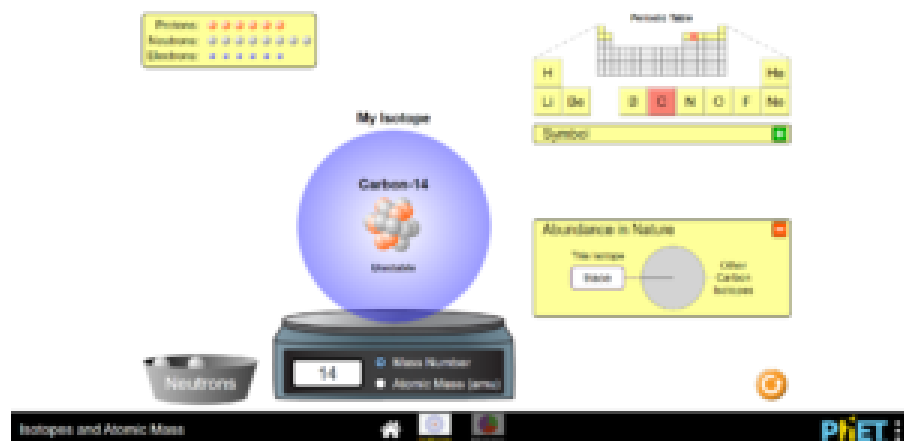 Protons:
Neutrons:
Electrons:
Periodic Table
H He
Li Be B C N O F Ne
Symbol
My Isotope
Carbon-14
Unstable
Abundance in Nature
This Isotope
trace
Other
Carbon
Isotopes
14
Mass Number
Atomic Mass (amu)
Neutrons
Isotopes and Atomic Mass
PhET